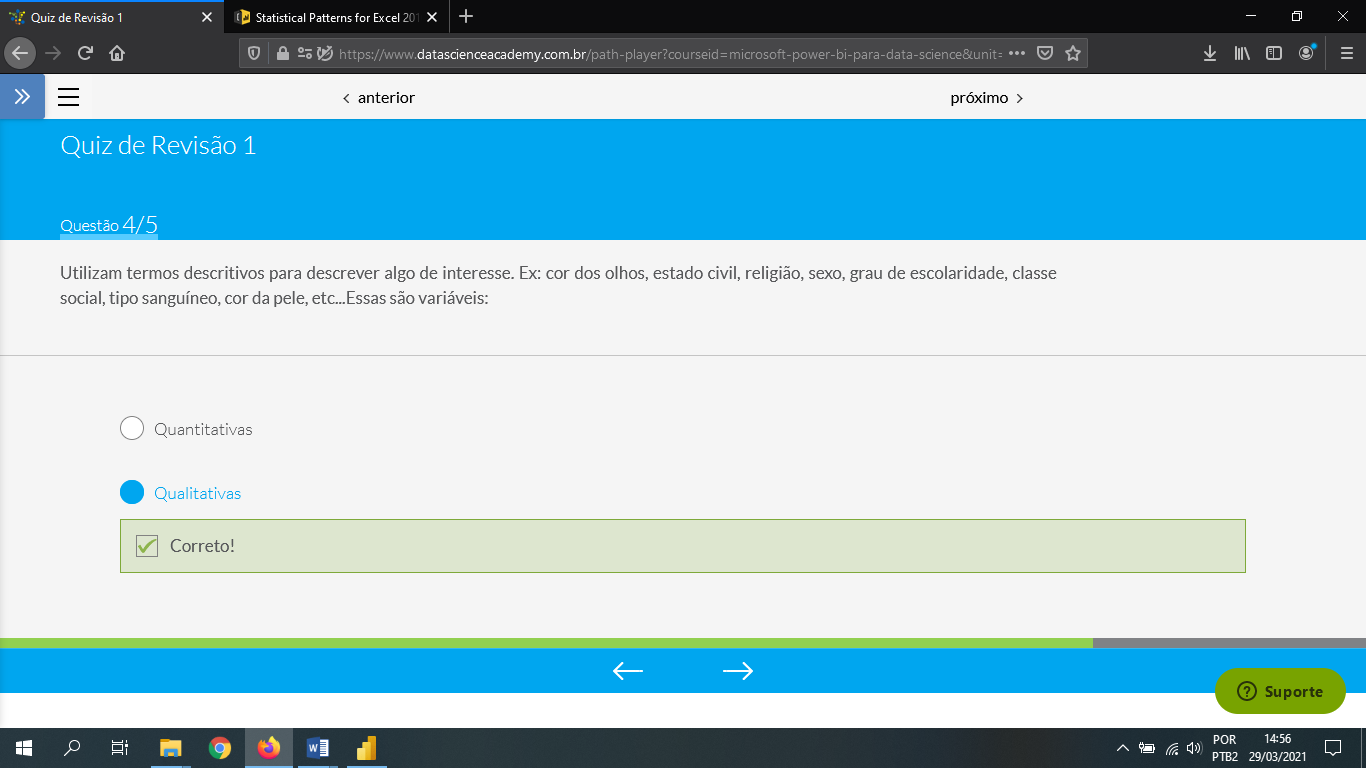 Quiz de Revisão 1
Statistical Patterns for Excel 201
https://www.datascienceacademy.com.br/path-player?courseid=microsoft-power-bi-para-data-science&unit=
anterior
próximo
Quiz de Revisão 1
Questão 4/5
Utilizam termos descritivos para descrever algo de interesse. Ex: cor dos olhos, estado civil, religião, sexo, grau de escolaridade, classe
social, tipo sanguíneo, cor da pele, etc...Essas são variáveis:
Quantitativas
Qualitativas
Correto!
Suporte
POR
PTB2
14:56
29/03/2021